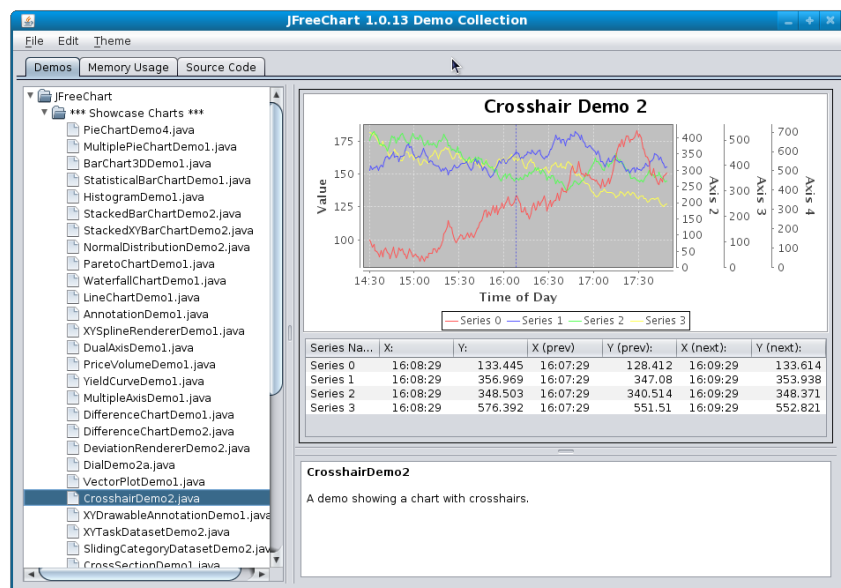 JFreeChart 1.0.13 Demo Collection
File Edit Theme
Demos Memory Usage Source Code
JFreeChart
*** Showcase Charts ***
PieChartDemo4.java
MultiplePieChartDemo1.java
BarChart3DDemo1.java
StatisticalBarChartDemo1.java
HistogramDemo1.java
StackedBarChartDemo2.java
StackedXYBarChartDemo2.java
NormalDistributionDemo2.java
ParetoChartDemo1.java
WaterfallChartDemo1.java
LineChartDemo1.java
AnnotationDemo1.java
XYSplineRendererDemo1.java
DualAxisDemo1.java
PriceVolumeDemo1.java
YieldCurveDemo1.java
MultipleAxisDemo1.java
DifferenceChartDemo1.java
DifferenceChartDemo2.java
DeviationRendererDemo2.java
DialDemo2a.java
VectorPlotDemo1.java
CrosshairDemo2.java
XYDrawableAnnotationDemo1.java
XYTaskDatasetDemo2.java
SlidingCategoryDatasetDemo2.jav
CrossSectionDemo1.java
Crosshair Demo 2
Value
175
150
125
100
400
350
300
250
200
150
100
50
0
Axis 2
500
400
300
200
100
0
Axis 3
700
600
500
400
300
200
100
0
Axis 4
14:30 15:00 15:30 16:00 16:30 17:00 17:30
Time of Day
Series 0 Series 1 Series 2 Series 3
Series Na... X: Y: X (prev) Y (prev): X (next): Y (next):
Series 0 16:08:29 133.445 16:07:29 128.412 16:09:29 133.614
Series 1 16:08:29 356.969 16:07:29 347.08 16:09:29 353.938
Series 2 16:08:29 348.503 16:07:29 340.514 16:09:29 348.371
Series 3 16:08:29 576.392 16:07:29 551.51 16:09:29 552.821
CrosshairDemo2
A demo showing a chart with crosshairs.